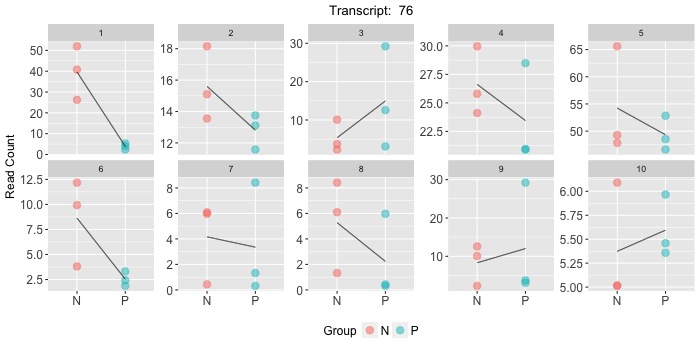 Transcript: 76
1 2 3 4 5
50 40 30 20 10 0
18 16 14 12
30 20 10
30.0 27.5 25.0 22.5
65 60 55 50
Read Count
6 7 8 9 10
12.5 10.0 7.5 5.0 2.5
8 6 4 2 0
8 6 4 2 0
30 20 10
6.00 5.75 5.50 5.25 5.00
N P N P N P N P N P
Group N P